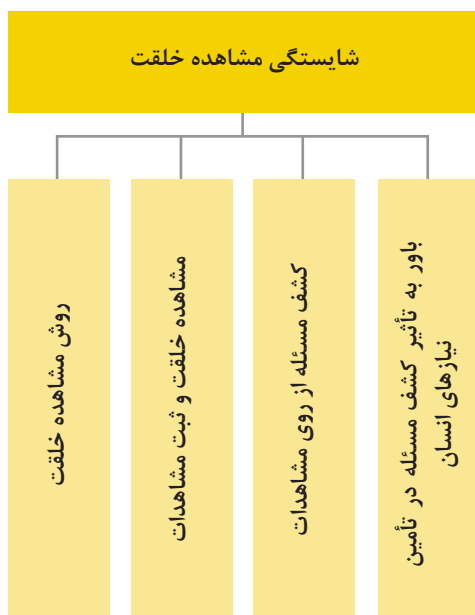 شایستگی مشاهده خلقت
باور به تأثیر کشف مسئله در تأمین
نیازهای انسان
کشف مسئله از روی مشاهدات
مشاهده خلقت و ثبت مشاهدات
روش مشاهده خلقت